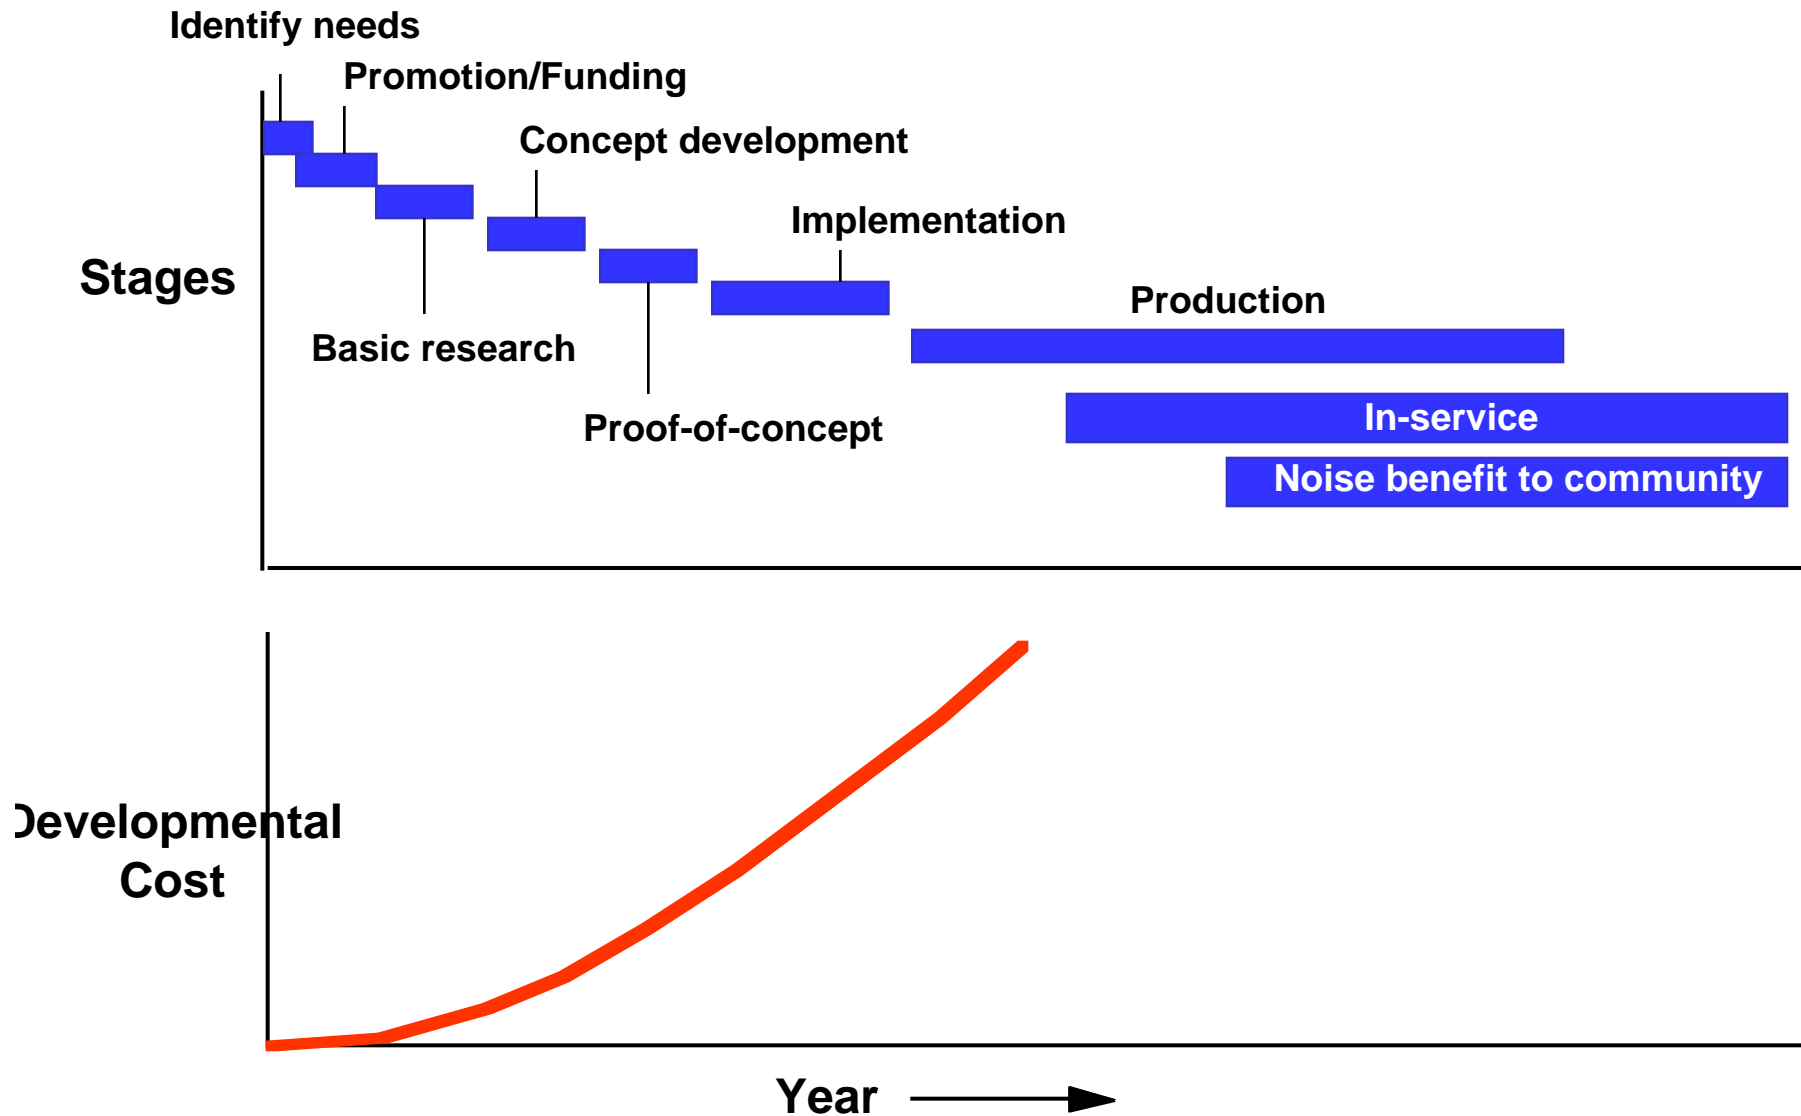 Identify needs
Promotion/Funding
Concept development
Implementation
Stages
Production
Basic research
In-service
Proof-of-concept
Noise benefit to community
Developmental
Cost
Year